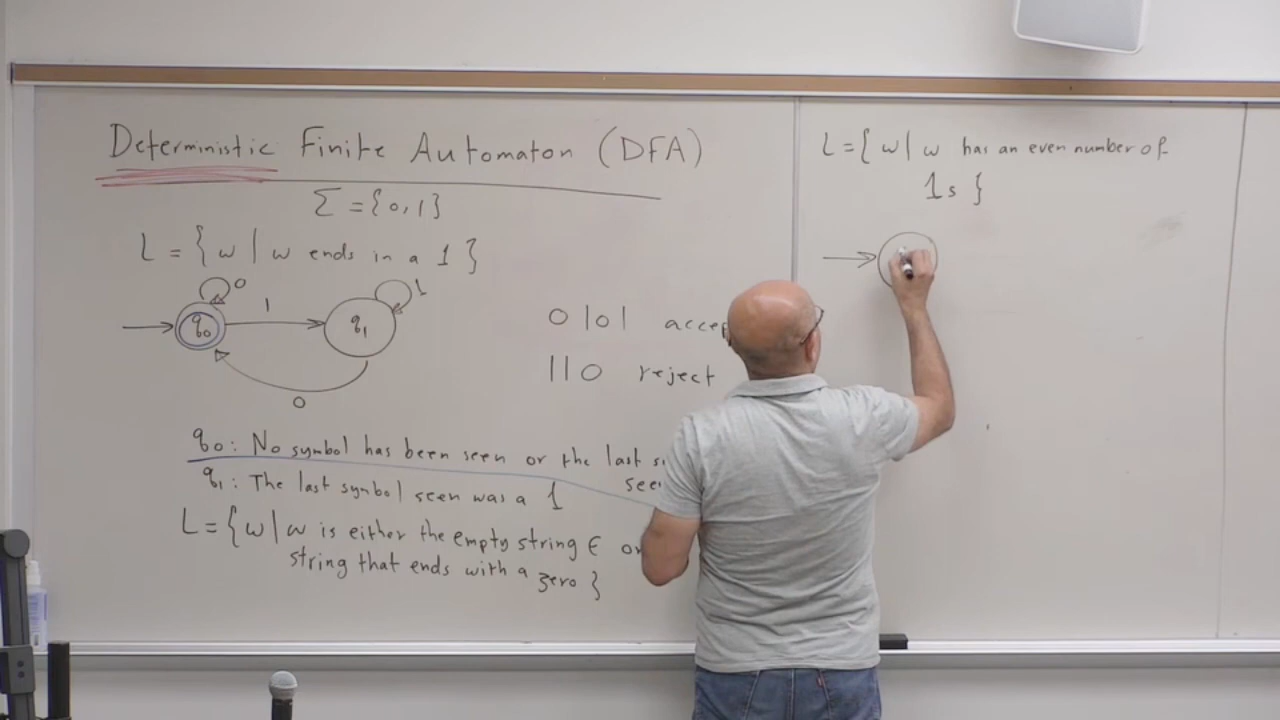 Deterministic Finite Automaton (DFA)
Σ = {0,1}
L = { w | w ends in a 1 }
0
1
1
q0
q1
0
0101
110 reject
q0: No symbol has been seen or the last
q1: The last symbol seen was a 1
L = { w | w is either the empty string ϵ
string that ends with a zero }
L = { w | w has an even number of
1s }